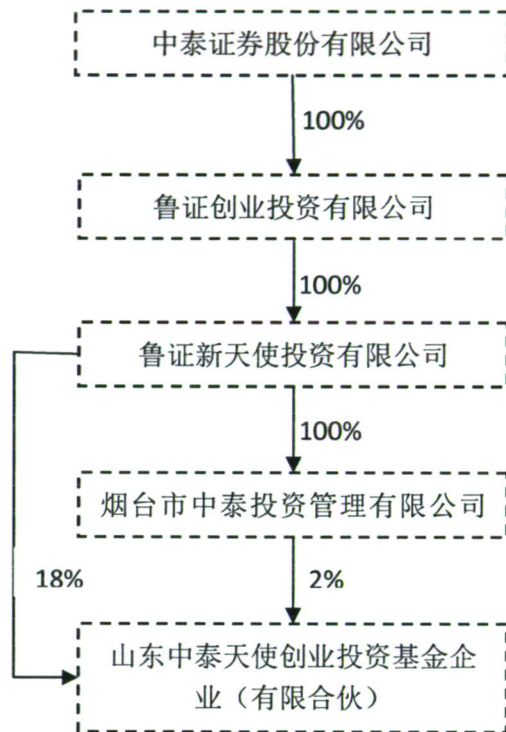 中泰证券股份有限公司
100%
鲁证创业投资有限公司
100%
鲁证新天使投资有限公司
100%
烟台市中泰投资管理有限公司
18%
2%
山东中泰天使创业投资基金企
业（有限合伙）